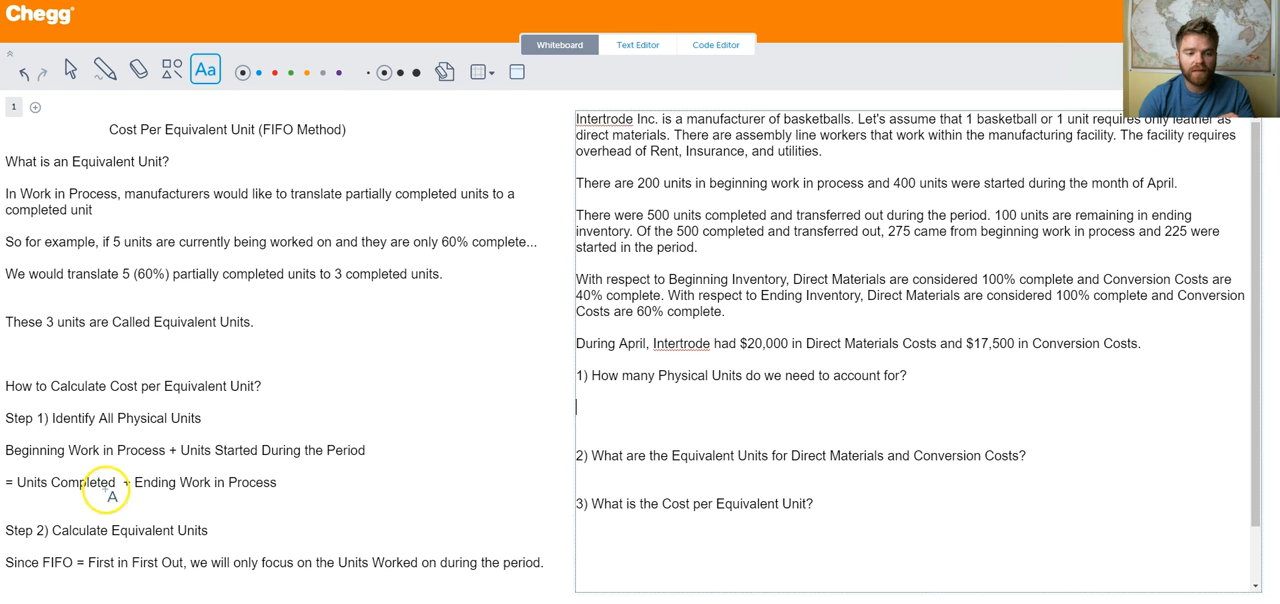 Chegg
Whiteboard
Text Editor
Code Editor
Aa
1
Cost Per Equivalent Unit (FIFO Method)
What is an Equivalent Unit?
In Work in Process, manufacturers would like to translate partially completed units to a
completed unit
So for example, if 5 units are currently being worked on and they are only 60% complete...
We would translate 5 (60%) partially completed units to 3 completed units.
These 3 units are Called Equivalent Units.
How to Calculate Cost per Equivalent Unit?
Step 1) Identify All Physical Units
Beginning Work in Process + Units Started During the Period
= Units Completed + Ending Work in Process
Step 2) Calculate Equivalent Units
Since FIFO = First in First Out, we will only focus on the Units Worked on during the period.
Intertrode Inc. is a manufacturer of basketballs. Let's assume that 1 basketball or 1 unit requires only leather as
direct materials. There are assembly line workers that work within the manufacturing facility. The facility requires
overhead of Rent, Insurance, and utilities.
There are 200 units in beginning work in process and 400 units were started during the month of April.
There were 500 units completed and transferred out during the period. 100 units are remaining in ending
inventory. Of the 500 completed and transferred out, 275 came from beginning work in process and 225 were
started in the period.
With respect to Beginning Inventory, Direct Materials are considered 100% complete and Conversion Costs are
40% complete. With respect to Ending Inventory, Direct Materials are considered 100% complete and Conversion
Costs are 60% complete.
During April, Intertrode had $20,000 in Direct Materials Costs and $17,500 in Conversion Costs.
1) How many Physical Units do we need to account for?
2) What are the Equivalent Units for Direct Materials and Conversion Costs?
3) What is the Cost per Equivalent Unit?